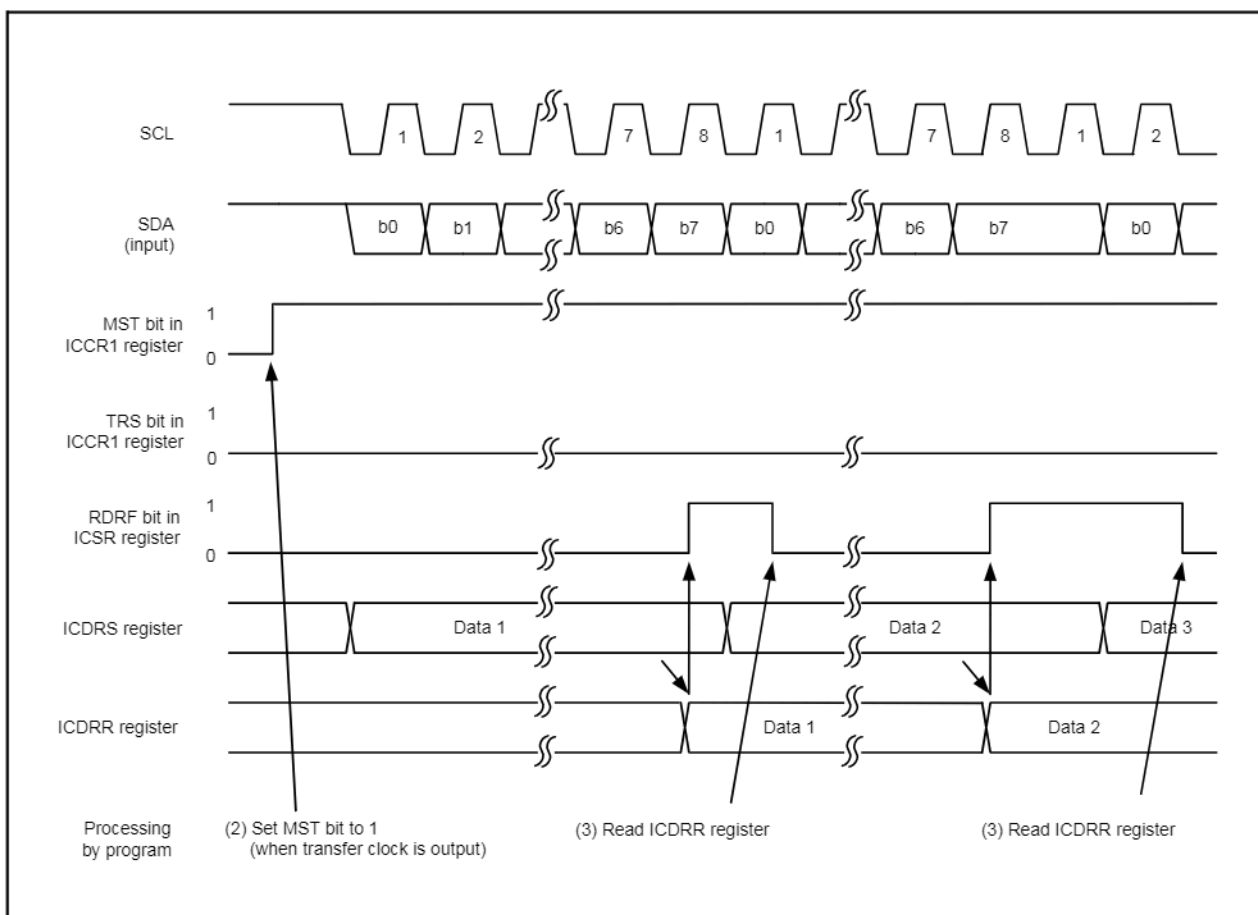 SCL
1 2 7 8 1 7 8 1 2
SDA
(input)
b0 b1 b6 b7 b0 b6 b7 b0
MST bit in
ICCR1 register
1
0
TRS bit in
ICCR1 register
1
0
RDRF bit in
ICSR register
1
0
ICDRS register
Data 1 Data 2 Data 3
ICDRR register
Data 1 Data 2
Processing
by program
(2) Set MST bit to 1
(when transfer clock is output)
(3) Read ICDRR register
(3) Read ICDRR register